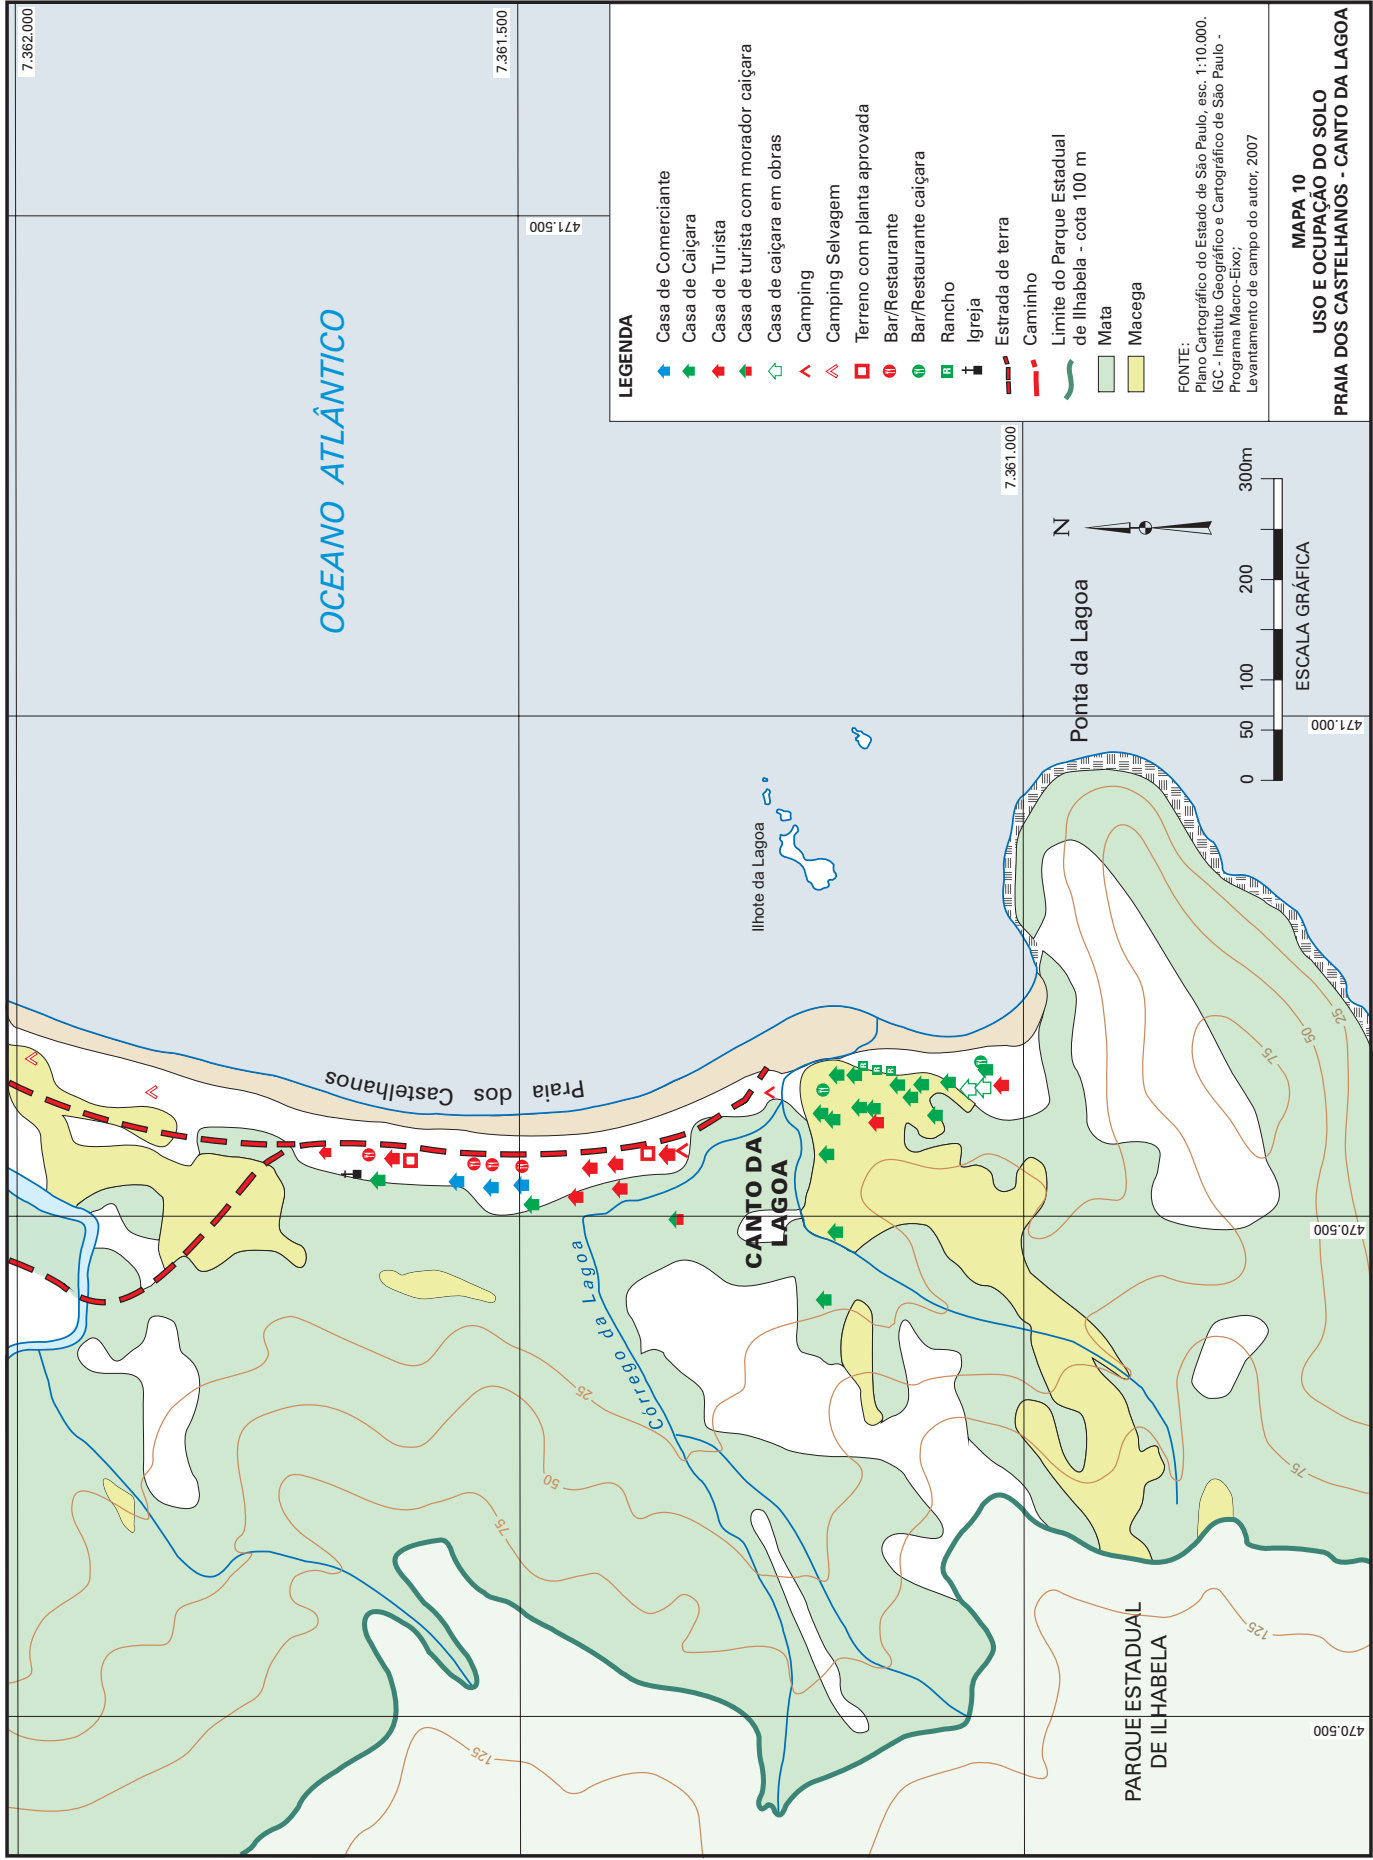 7.362.000
7.361.500
7.361.000
471.500
471.000
470.500
470.500
OCEANO ATLÂNTICO
Praia dos Castelhanos
Ilhote da Lagoa
Ponta da Lagoa
CANTO DA
LAGOA
Córrego da Lagoa
PARQUE ESTADUAL
DE ILHABELA
25
50
75
125
75
50
25
75
125
N
0 50 100 200 300m
ESCALA GRÁFICA
LEGENDA
Casa de Comerciante
Casa de Caiçara
Casa de Turista
Casa de turista com morador caiçara
Casa de caiçara em obras
Camping
Camping Selvagem
Terreno com planta aprovada
Bar/Restaurante
Bar/Restaurante caiçara
R Rancho
Igreja
Estrada de terra
Caminho
Limite do Parque Estadual
de Ilhabela - cota 100 m
Mata
Macega
R
R
R
FONTE:
Plano Cartográfico do Estado de São Paulo, esc. 1:10.000.
IGC - Instituto Geográfico e Cartográfico de São Paulo -
Programa Macro-Eixo;
Levantamento de campo do autor, 2007
MAPA 10
USO E OCUPAÇÃO DO SOLO
PRAIA DOS CASTELHANOS - CANTO DA LAGOA